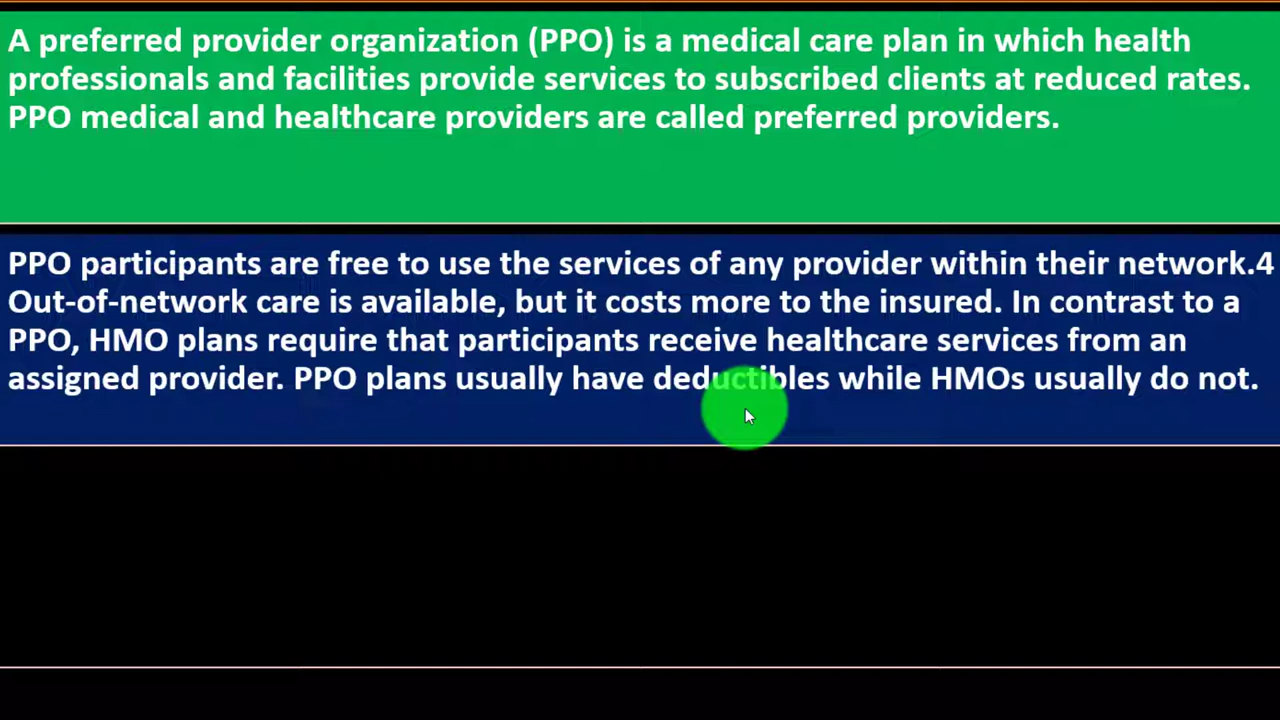 A preferred provider organization (PPO) is a medical care plan in which health
professionals and facilities provide services to subscribed clients at reduced rates.
PPO medical and healthcare providers are called preferred providers.
PPO participants are free to use the services of any provider within their network.4
Out-of-network care is available, but it costs more to the insured. In contrast to a
PPO, HMO plans require that participants receive healthcare services from an
assigned provider. PPO plans usually have deductibles while HMOs usually do not.